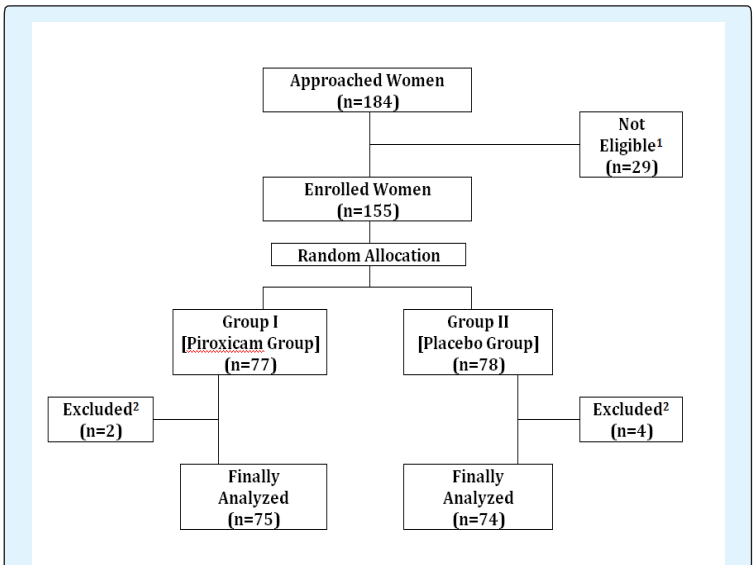 Approached Women
(n=184)
Not
Eligible¹
(n=29)
Enrolled Women
(n=155)
Random Allocation
Group I
[Piroxicam Group]
(n=77)
Group II
[Placebo Group]
(n=78)
Excluded²
(n=2)
Excluded²
(n=4)
Finally
Analyzed
(n=75)
Finally
Analyzed
(n=74)